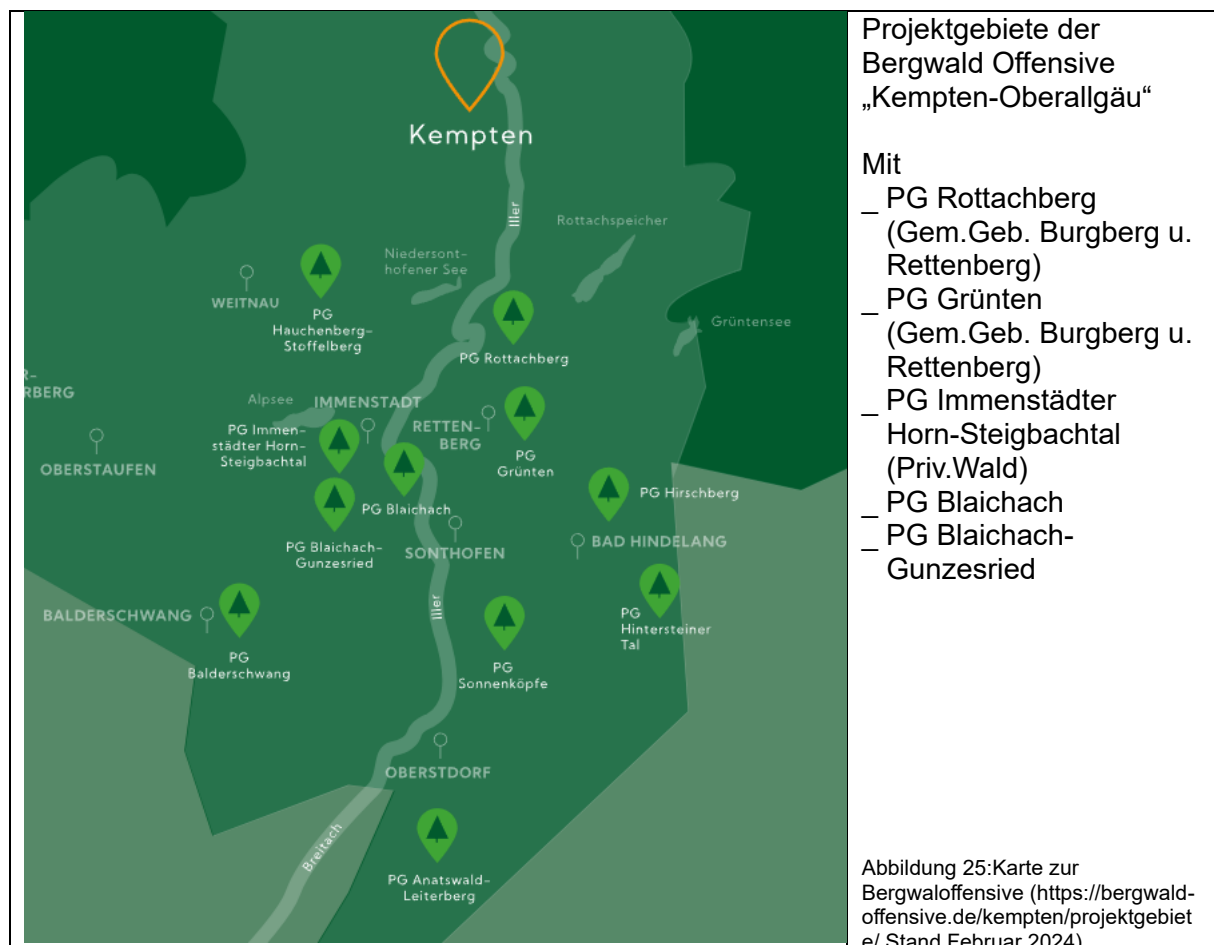 Kempten
Iller
Rottachspeicher
Niedersont-
hofener See
WEITNAU
PG
Hauchenberg-
Stoffelberg
Grüntensee
PG Rottachberg
R-
RBERG
Alpsee
IMMENSTADT
PG Immen-
städter Horn-
Steigbachtal
RETTEN-
BERG
PG
Grünten
OBERSTAUFEN
PG Hirschberg
PG Blaichach
PG Blaichach-
Gunzesried
SONTHOFEN
BAD HINDELANG
BALDERSCHWANG
Iller
PG
Hintersteiner
Tal
PG
Balderschwang
PG
Sonnenköpfe
OBERSTDORF
Breitach
PG Anatswald-
Leiterberg
Projektgebiete der
Bergwald Offensive
„Kempten-Oberallgäu“
Mit
_ PG Rottachberg
(Gem.Geb. Burgberg u.
Rettenberg)
_ PG Grünten
(Gem.Geb. Burgberg u.
Rettenberg)
_ PG Immenstädter
Horn-Steigbachtal
(Priv.Wald)
_ PG Blaichach
_ PG Blaichach-
Gunzesried
Abbildung 25:Karte zur
Bergwaloffensive (https://bergwald-
offensive.de/kempten/projektgebiet
e/ Stand Februar 2024)